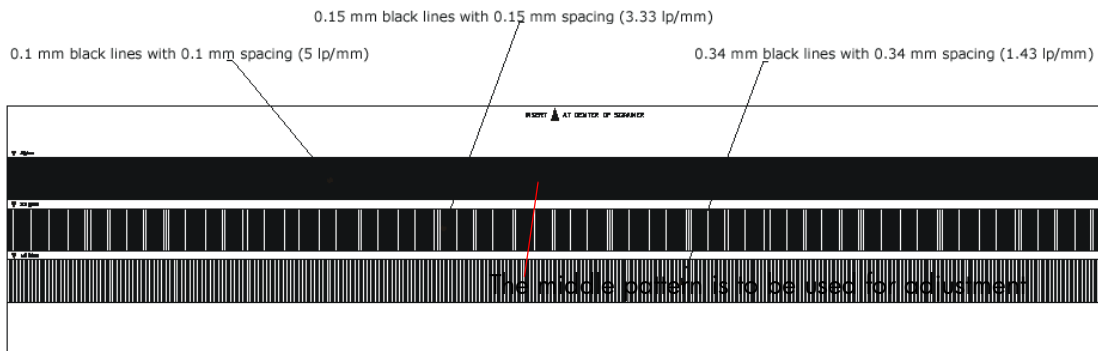 0.15 mm black lines with 0.15 mm spacing (3.33 lp/mm)
0.1 mm black lines with 0.1 mm spacing (5 lp/mm)
0.34 mm black lines with 0.34 mm spacing (1.43 lp/mm)
INSERT AT CENTER OF SCANNER
The middle pattern is to be used for adjustment